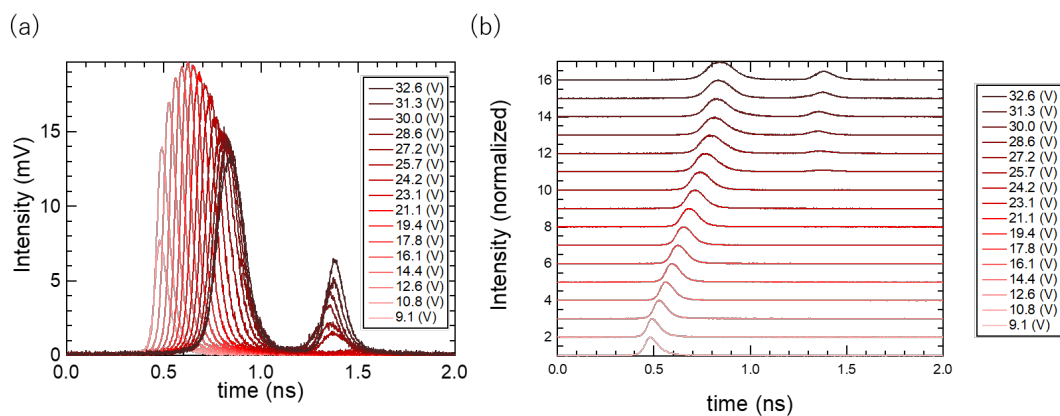 (a)
Intensity (mV)
15
10
5
0
0.0
0.5
1.0
1.5
2.0
time (ns)
32.6 (V)
31.3 (V)
30.0 (V)
28.6 (V)
27.2 (V)
25.7 (V)
24.2 (V)
23.1 (V)
21.1 (V)
19.4 (V)
17.8 (V)
16.1 (V)
14.4 (V)
12.6 (V)
10.8 (V)
9.1 (V)
(b)
Intensity (normalized)
16
14
12
10
8
6
4
2
0.0
0.5
1.0
1.5
2.0
time (ns)
32.6 (V)
31.3 (V)
30.0 (V)
28.6 (V)
27.2 (V)
25.7 (V)
24.2 (V)
23.1 (V)
21.1 (V)
19.4 (V)
17.8 (V)
16.1 (V)
14.4 (V)
12.6 (V)
10.8 (V)
9.1 (V)